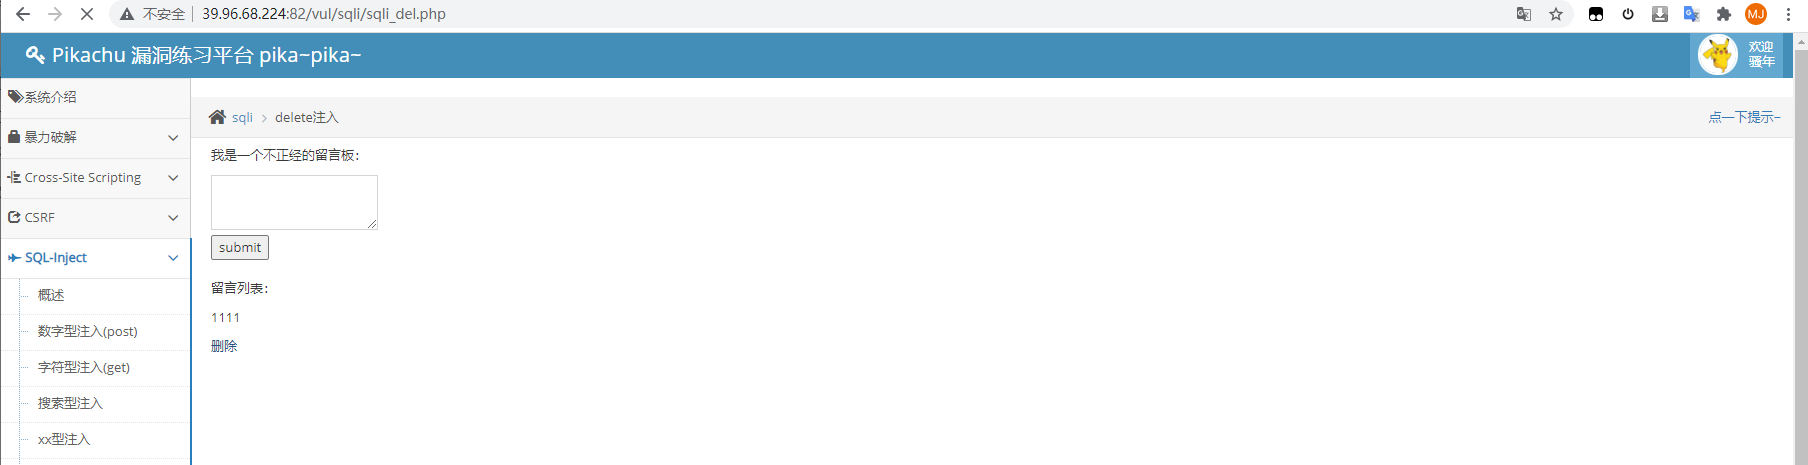 不安全 39.96.68.224:82/vul/sqli/sqli_del.php
MJ
Pikachu 漏洞练习平台 pika~pika~
欢迎
骚年
系统介绍
sqli > delete注入
点一下提示~
暴力破解
我是一个不正经的留言板：
Cross-Site Scripting
CSRF
submit
SQL-Inject
留言列表：
概述
1111
数字型注入(post)
删除
字符型注入(get)
搜索型注入
xx型注入